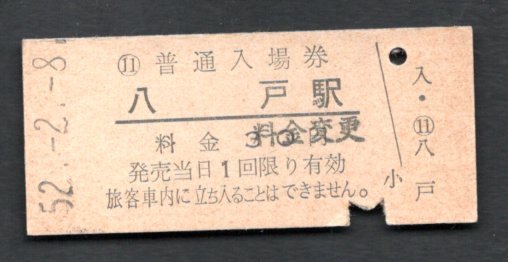 52.-2.-8
⑪普通入場券
八戸駅
料金30円
料金変更
発売当日1回限り有効
旅客車内に立ち入ることはできません。
小
入・⑪八戸